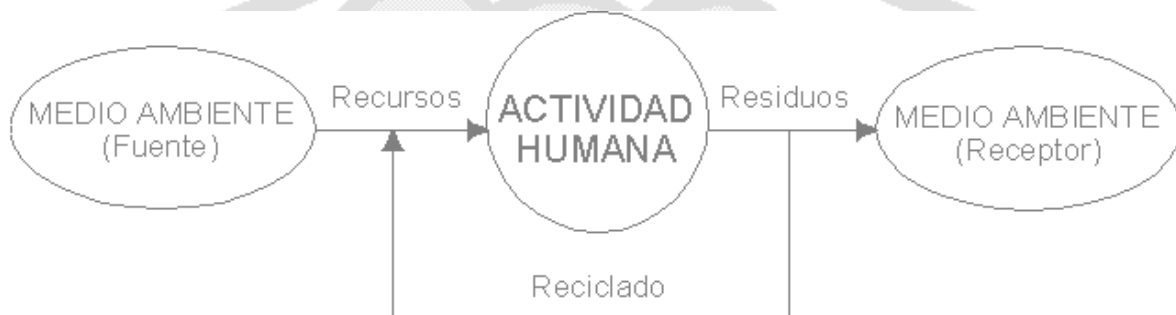 MEDIO AMBIENTE
(Fuente)
Recursos
ACTIVIDAD
HUMANA
Residuos
MEDIO AMBIENTE
(Receptor)
Reciclado